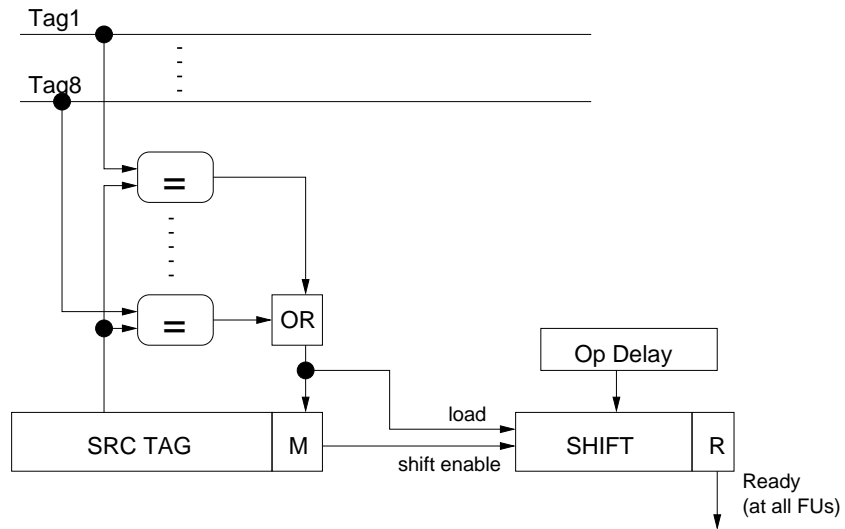 Tag1
Tag8
=
=
OR
Op Delay
load
SRC TAG
M
SHIFT
R
shift enable
Ready
(at all FUs)